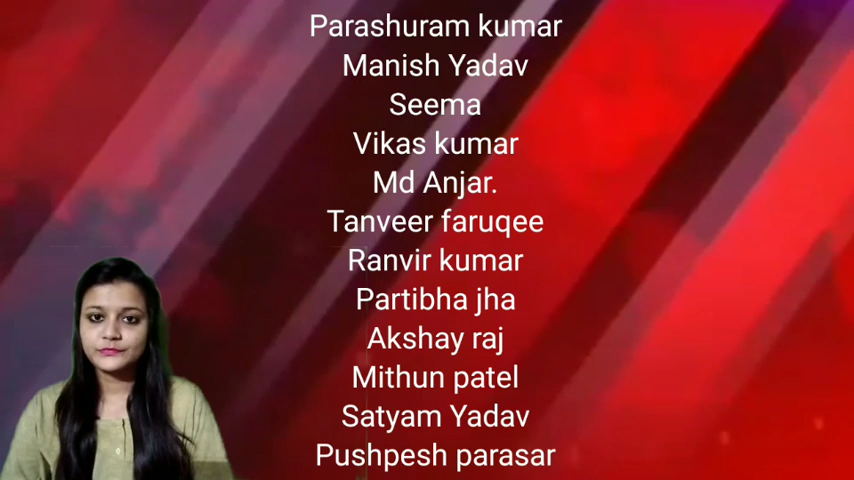 Parashuram kumar
Manish Yadav
Seema
Vikas kumar
Md Anjar.
Tanveer faruqee
Ranvir kumar
Partibha jha
Akshay raj
Mithun patel
Satyam Yadav
Pushpesh parasar